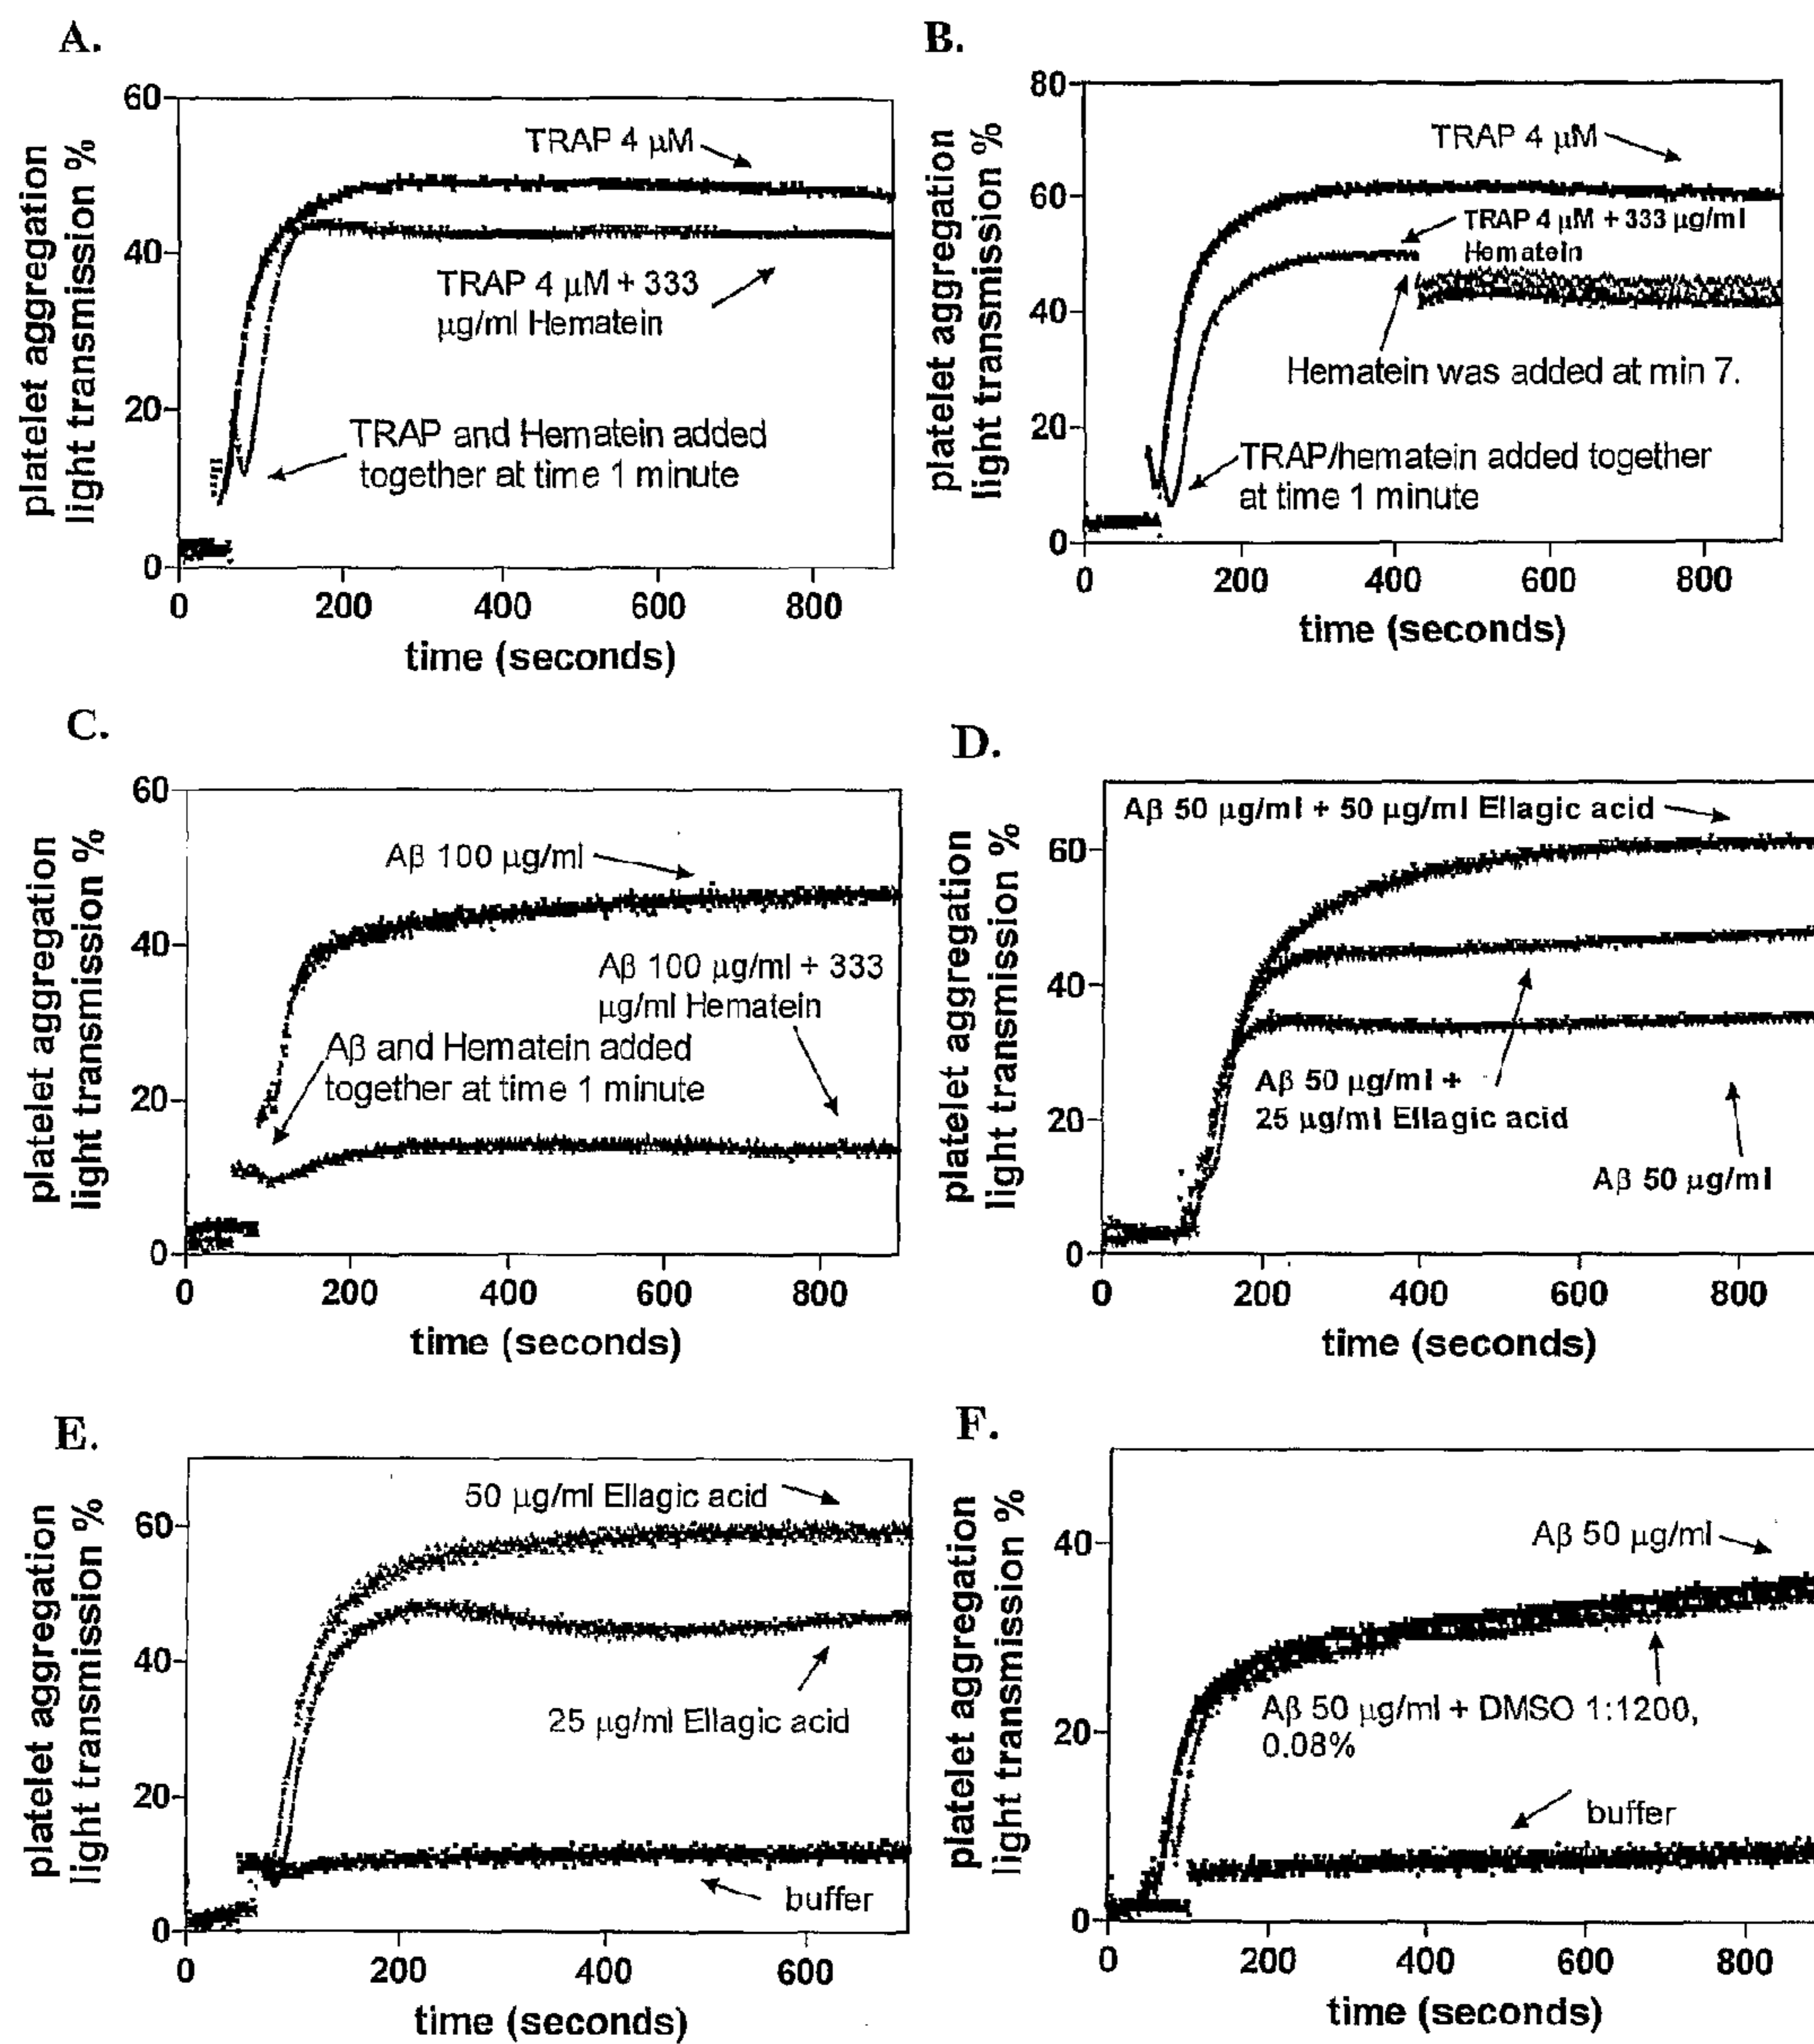 A.
60
40
20
0
platelet aggregation
light transmission %
TRAP 4 μM
TRAP 4 μM + 333
μg/ml Hematein
TRAP and Hematein added
together at time 1 minute
0 200 400 600 800
time (seconds)
B.
80
60
40
20
0
platelet aggregation
light transmission %
TRAP 4 μM
TRAP 4 μM + 333 μg/ml
Hematein
Hematein was added at min 7.
TRAP/hematein added together
at time 1 minute
0 200 400 600 800
time (seconds)
C.
60
40
20
0
platelet aggregation
light transmission %
Aβ 100 μg/ml
Aβ 100 μg/ml + 333
μg/ml Hematein
Aβ and Hematein added
together at time 1 minute
0 200 400 600 800
time (seconds)
D.
60
40
20
0
platelet aggregation
light transmission %
Aβ 50 μg/ml + 50 μg/ml Ellagic acid
Aβ 50 μg/ml +
25 μg/ml Ellagic acid
Aβ 50 μg/ml
0 200 400 600 800
time (seconds)
E.
60
40
20
0
platelet aggregation
light transmission %
50 μg/ml Ellagic acid
25 μg/ml Ellagic acid
buffer
0 200 400 600
time (seconds)
F.
40
20
0
platelet aggregation
light transmission %
Aβ 50 μg/ml
Aβ 50 μg/ml + DMSO 1:1200,
0.08%
buffer
0 200 400 600 800
time (seconds)